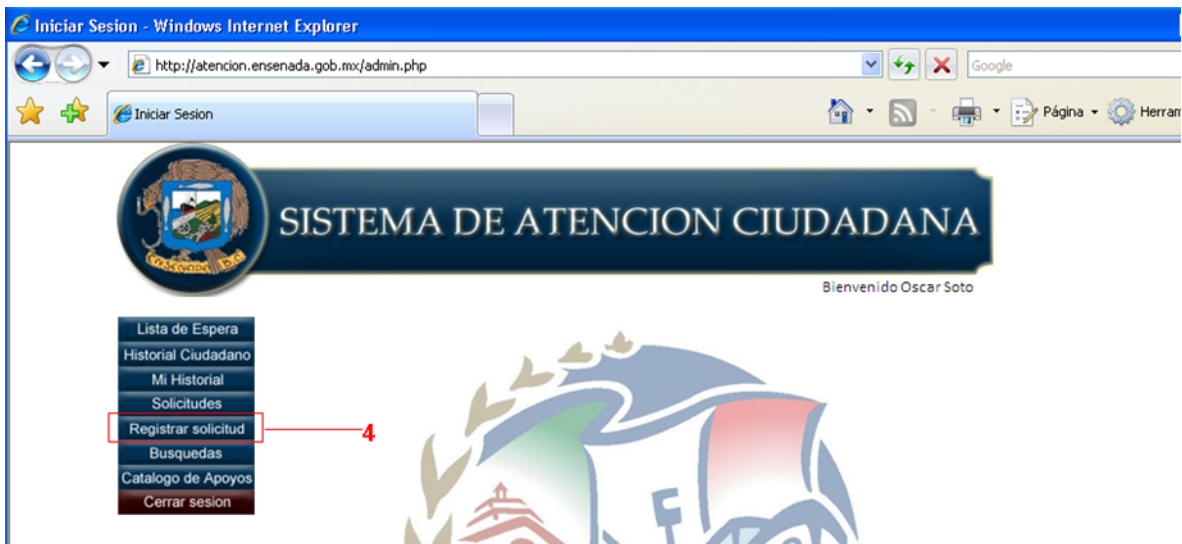 Iniciar Sesion - Windows Internet Explorer
http://atencion.ensenada.gob.mx/admin.php
Google
Iniciar Sesion
Página
Herram
SISTEMA DE ATENCION CIUDADANA
ENSENADA B.C.
Bienvenido Oscar Soto
Lista de Espera
Historial Ciudadano
Mi Historial
Solicitudes
Registrar solicitud
4
Busquedas
Catalogo de Apoyos
Cerrar sesion